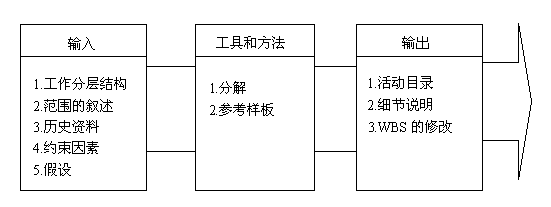 输入
1.工作分层结构
2.范围的叙述
3.历史资料
4.约束因素
5.假设
工具和方法
1.分解
2.参考样板
输出
1.活动目录
2.细节说明
3.WBS 的修改